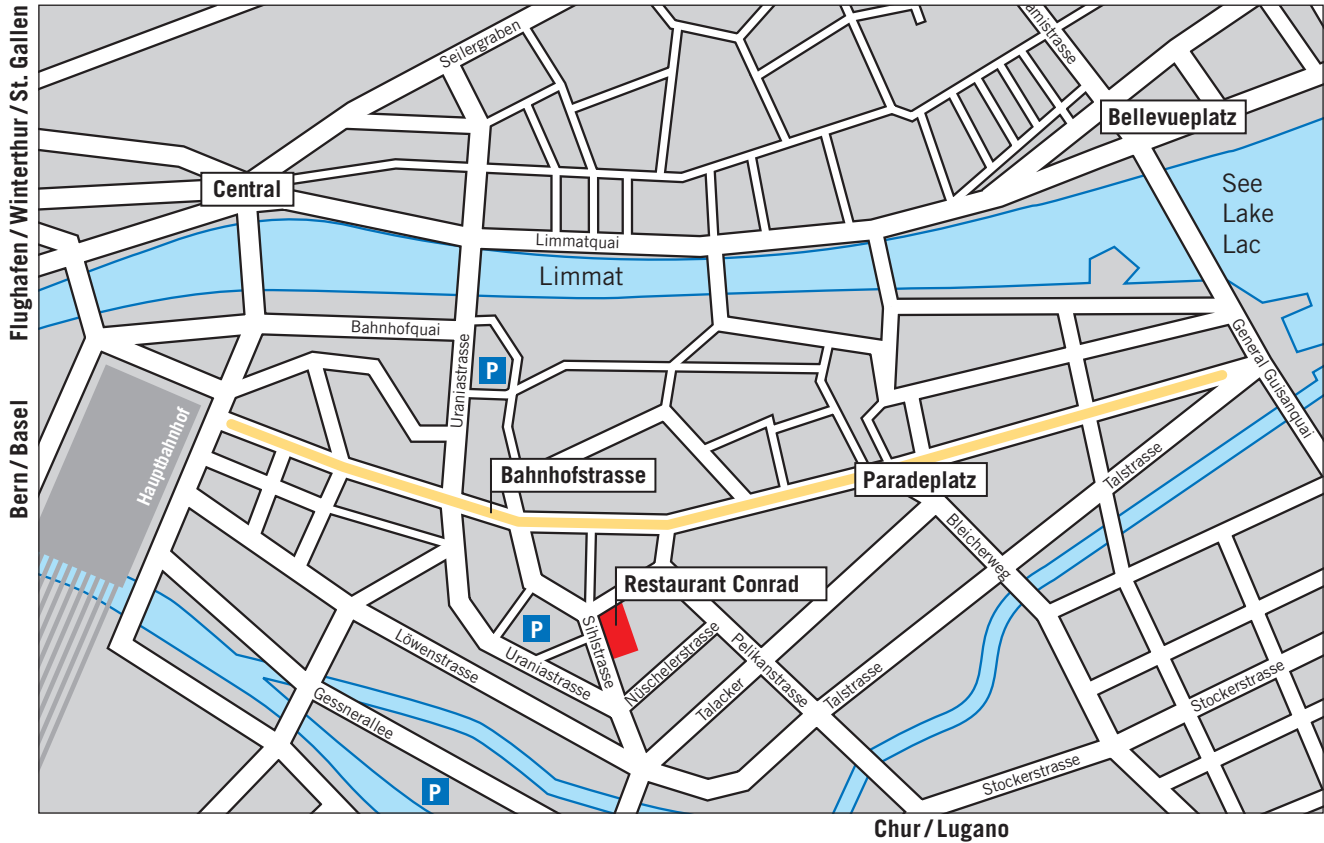 Flughafen / Winterthur / St. Gallen
Bern / Basel
Seilergraben
Bellevueplatz
Central
See
Lake
Lac
Limmatquai
Limmat
Bahnhofquai
Uraniastrasse
P
General Guisanquai
Hauptbahnhof
Bahnhofstrasse
Paradeplatz
Talstrasse
Bleicherweg
Restaurant Conrad
P
Sihlstrasse
Löwenstrasse
Uraniastrasse
Nüschelerstrasse
Pelikanstrasse
Talacker
Talstrasse
Stockerstrasse
Gessnerallee
Stockerstrasse
P
Chur / Lugano